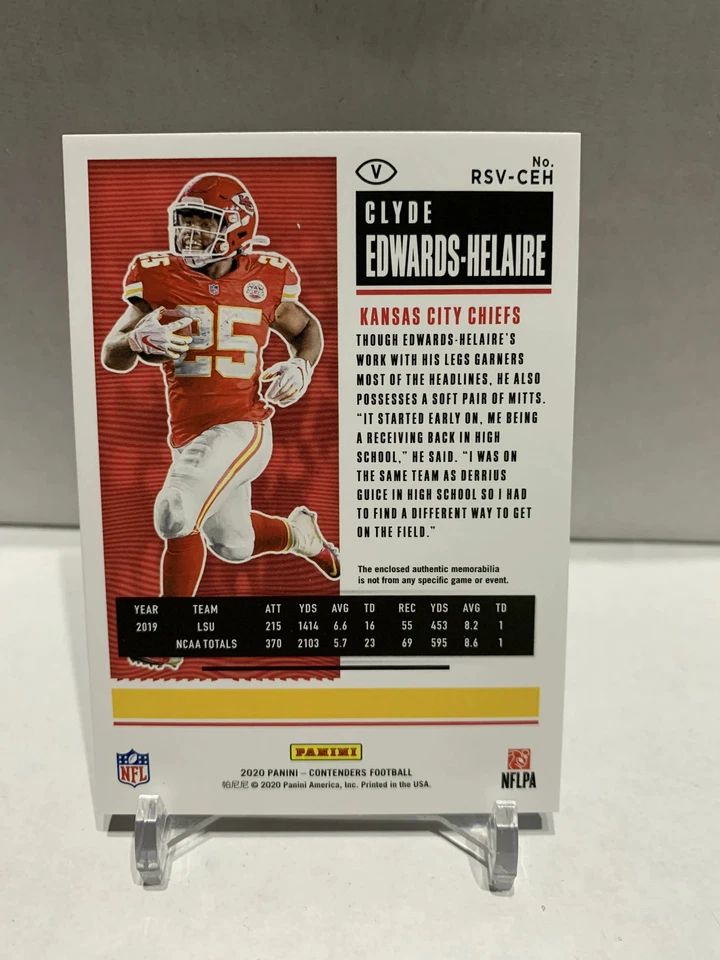 No.
V
RSV-CEH
CLYDE
EDWARDS-HELAIRE
KANSAS CITY CHIEFS
THOUGH EDWARDS-HELAIRE'S
WORK WITH HIS LEGS GARNERS
MOST OF THE HEADLINES, HE ALSO
POSSESSES A SOFT PAIR OF MITTS.
"IT STARTED EARLY ON, ME BEING
A RECEIVING BACK IN HIGH
SCHOOL," HE SAID. "I WAS ON
THE SAME TEAM AS DERRIUS
GUICE IN HIGH SCHOOL SO I HAD
TO FIND A DIFFERENT WAY TO GET
ON THE FIELD."
25
25
25
The enclosed authentic memorabilia
is not from any specific game or event.
YEAR TEAM ATT YDS AVG TD REC YDS AVG TD
2019 LSU 215 1414 6.6 16 55 453 8.2 1
NCAA TOTALS 370 2103 5.7 23 69 595 8.6 1
PANINI
NFL
2020 PANINI – CONTENDERS FOOTBALL
帕尼尼 © 2020 Panini America, Inc. Printed in the USA.
NFLPA